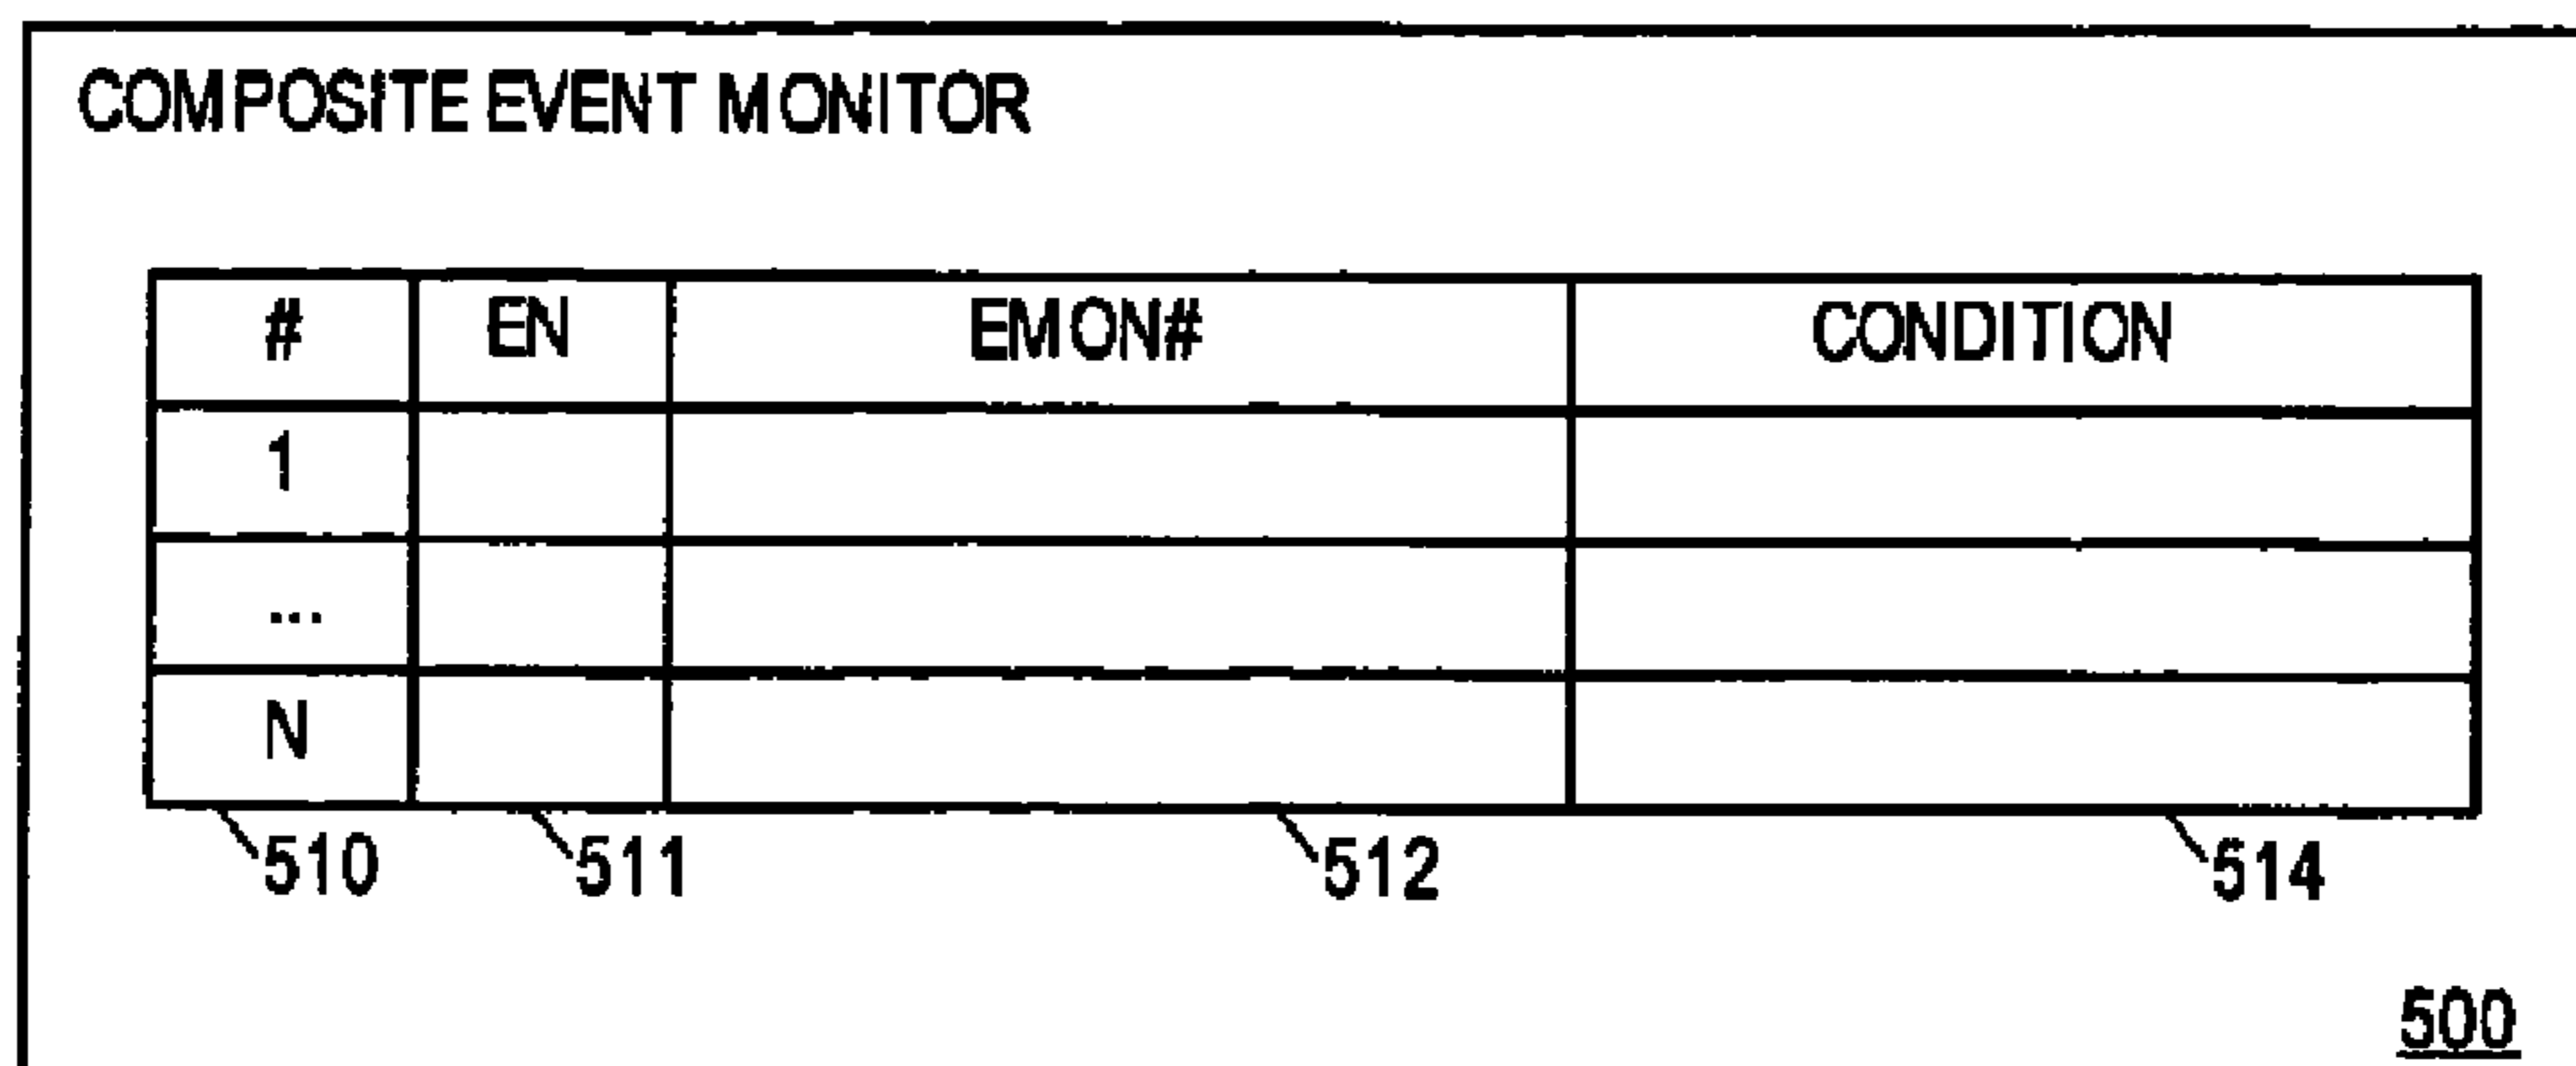 COMPOSITE EVENT MONITOR
# EN EMON# CONDITION
1
...
N
510 511 512 514
500